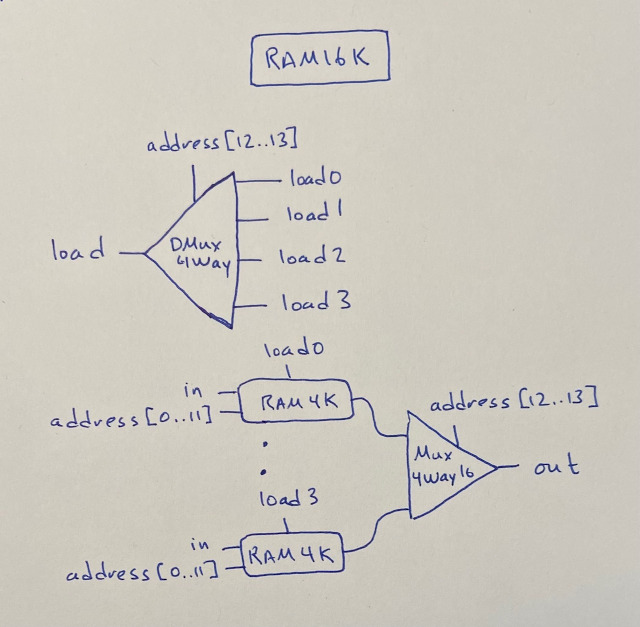 RAM16K
address[12..13]
load0
load1
load
DMux
4Way
load2
load3
load0
in
RAM4K
address[0..11]
address[12..13]
Mux
4Way16
out
load3
in
RAM4K
address[0..11]